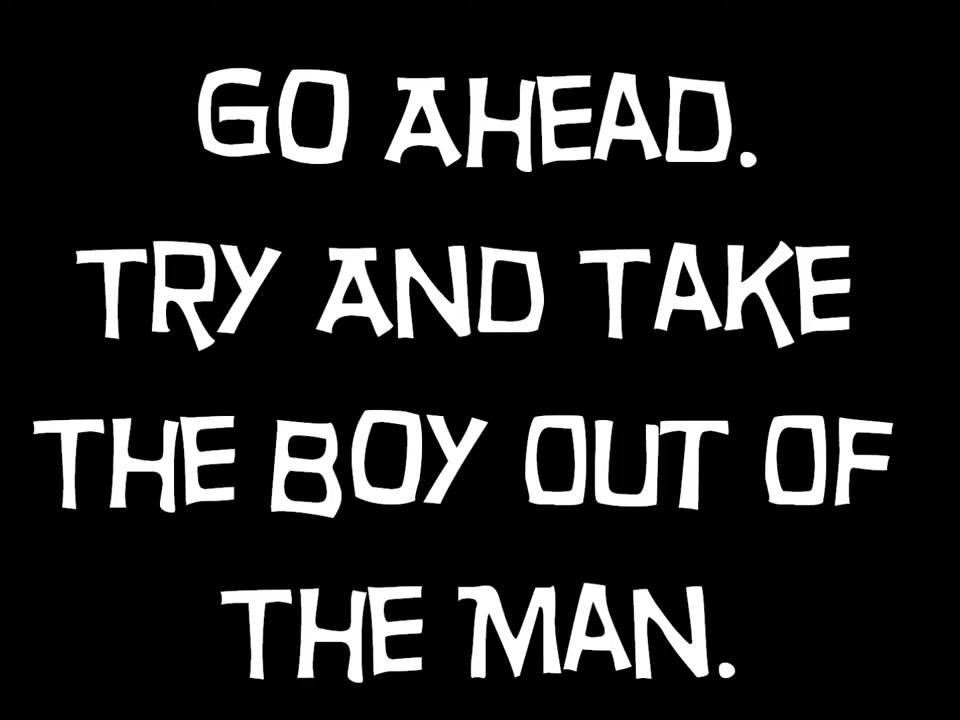 GO AHEAD.
TRY AND TAKE
THE BOY OUT OF
THE MAN.